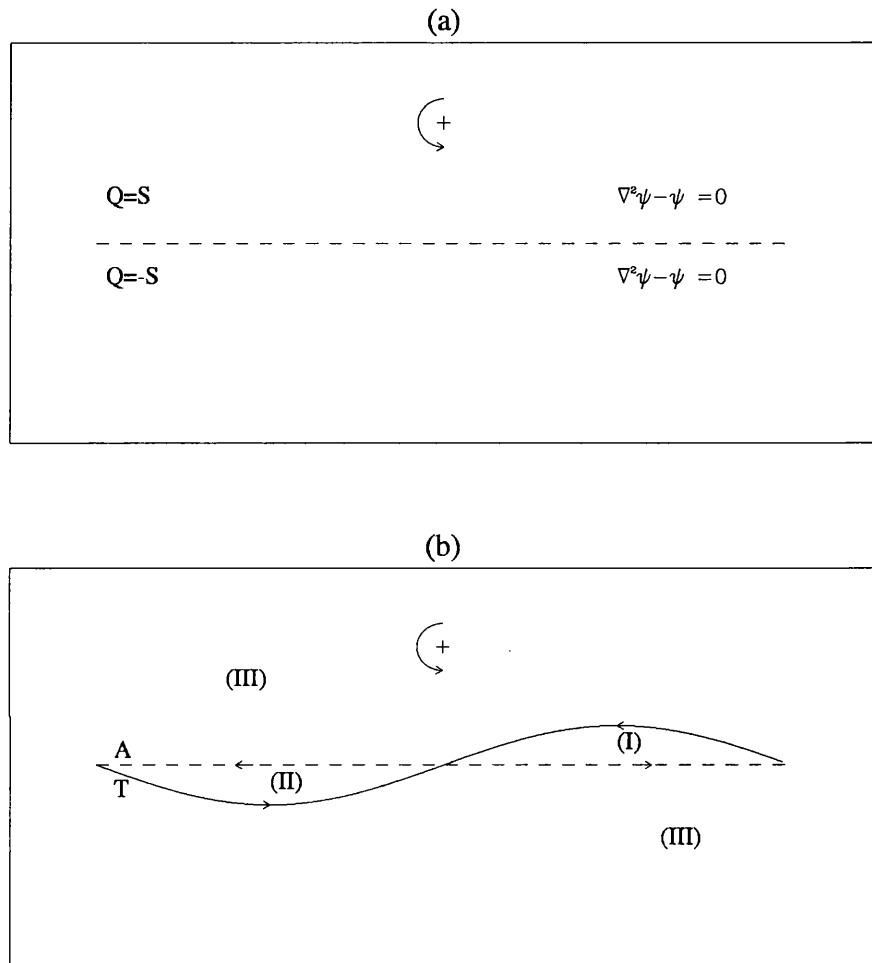 (a)
+
Q=S ∇²ψ−ψ =0
Q=-S ∇²ψ−ψ =0
(b)
+
(III)
A (I)
T (II)
(III)